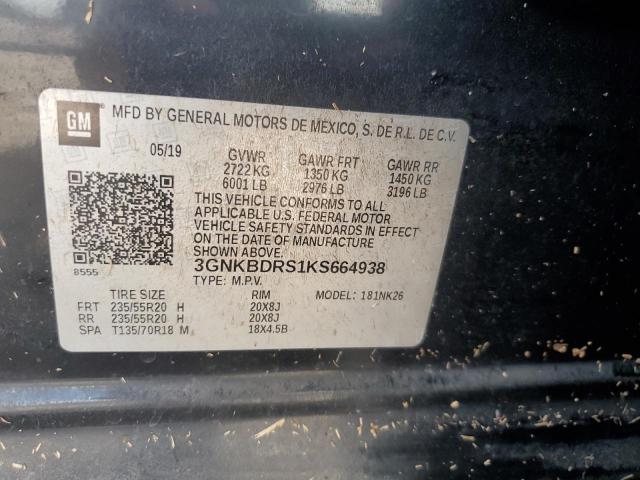 GM
MFD BY GENERAL MOTORS DE MEXICO, S. DE R.L. DE C.V.
05/19 GVWR GAWR FRT GAWR RR
2722 KG 1350 KG 1450 KG
6001 LB 2976 LB 3196 LB
THIS VEHICLE CONFORMS TO ALL
APPLICABLE U.S. FEDERAL MOTOR
VEHICLE SAFETY STANDARDS IN EFFECT
ON THE DATE OF MANUFACTURE
SHOWN ABOVE.
3GNKBDRS1KS664938
8555 TYPE: M.P.V.
TIRE SIZE RIM MODEL: 181NK26
FRT 235/55R20 H 20X8J
RR 235/55R20 H 20X8J
SPA T135/70R18 M 18X4.5B